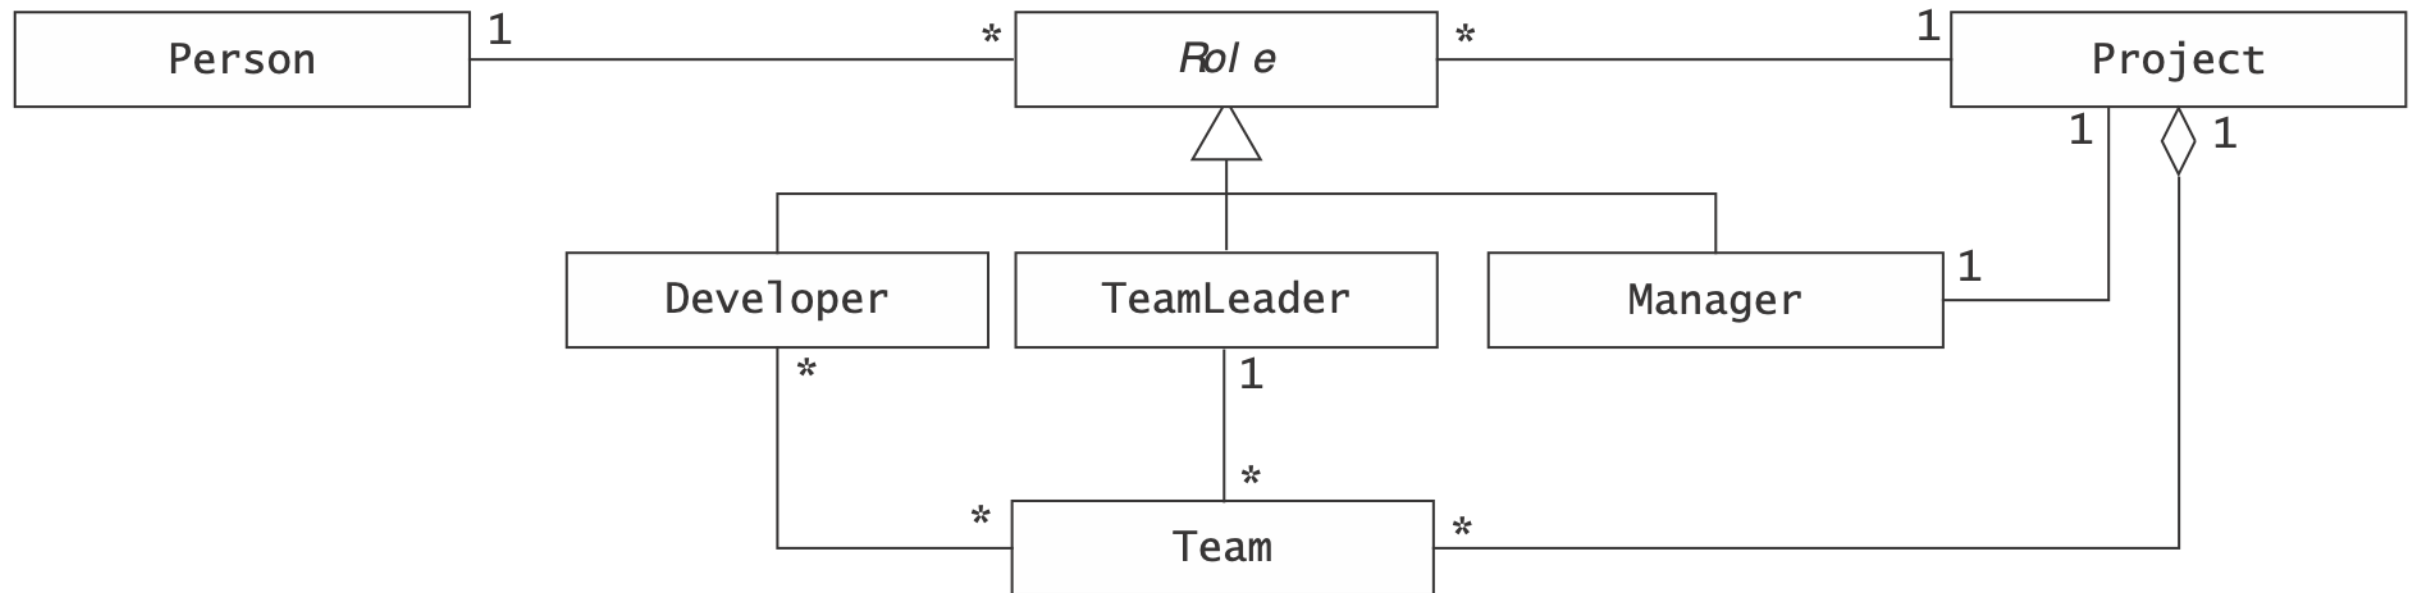 Person 1 * Role * 1 Project
1 1
Developer TeamLeader Manager 1
* 1
*
* Team *